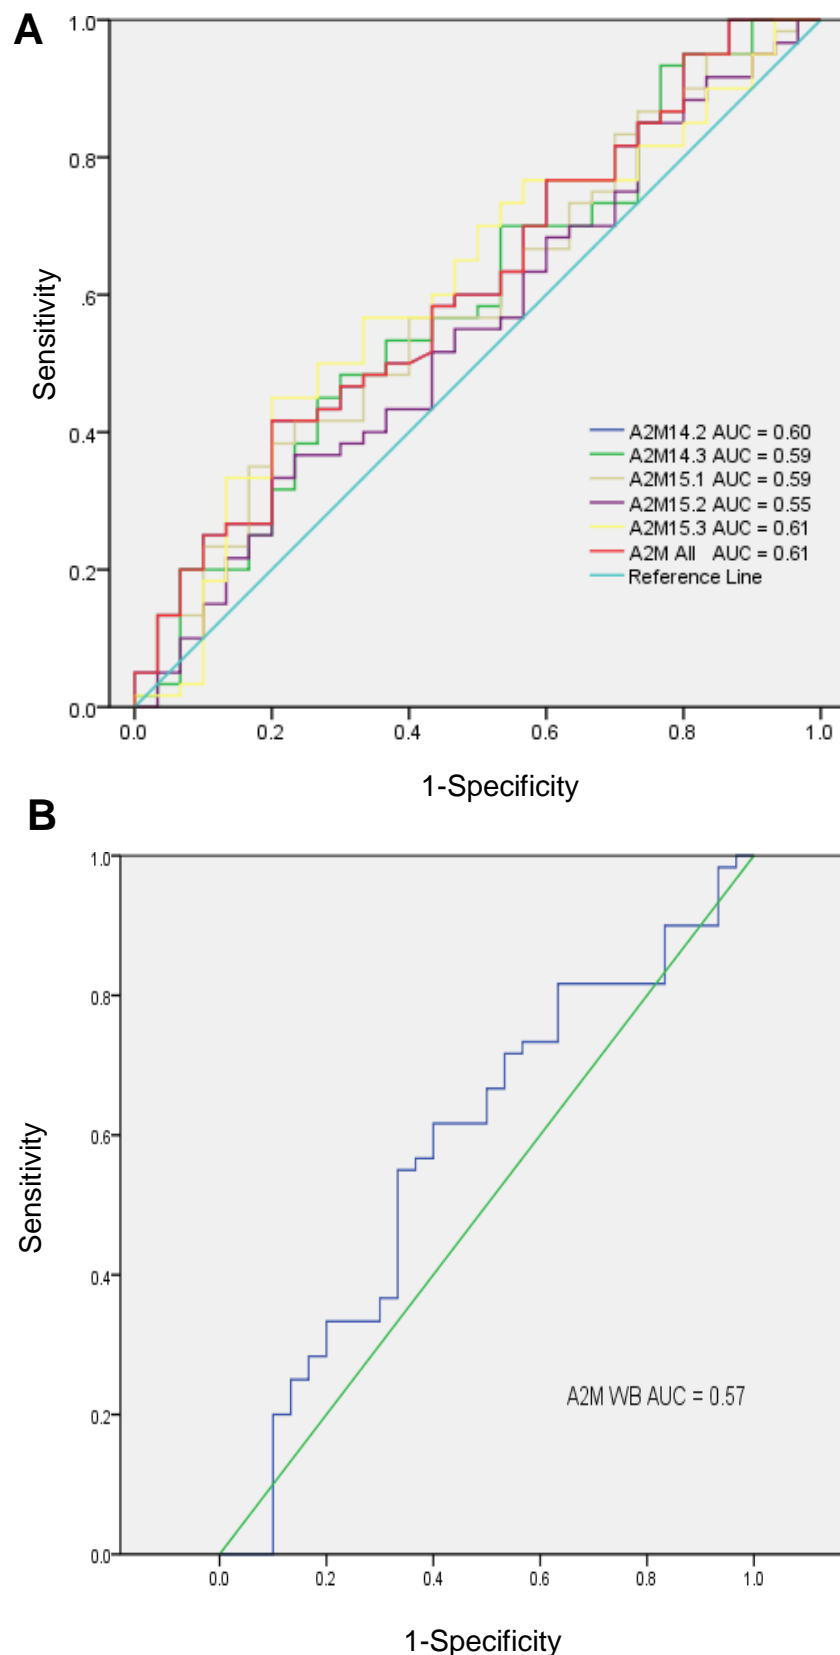 A
1.0
0.8
.6
0.4
0.2
0.0
Sensitivity
A2M14.2 AUC = 0.60
A2M14.3 AUC = 0.59
A2M15.1 AUC = 0.59
A2M15.2 AUC = 0.55
A2M15.3 AUC = 0.61
A2M All AUC = 0.61
Reference Line
0.0 0.2 0.4 0.6 0.8 1.0
1-Specificity
B
1.0
0.8
0.6
0.4
0.2
0.0
Sensitivity
A2M WB AUC = 0.57
0.0 0.2 0.4 0.6 0.8 1.0
1-Specificity